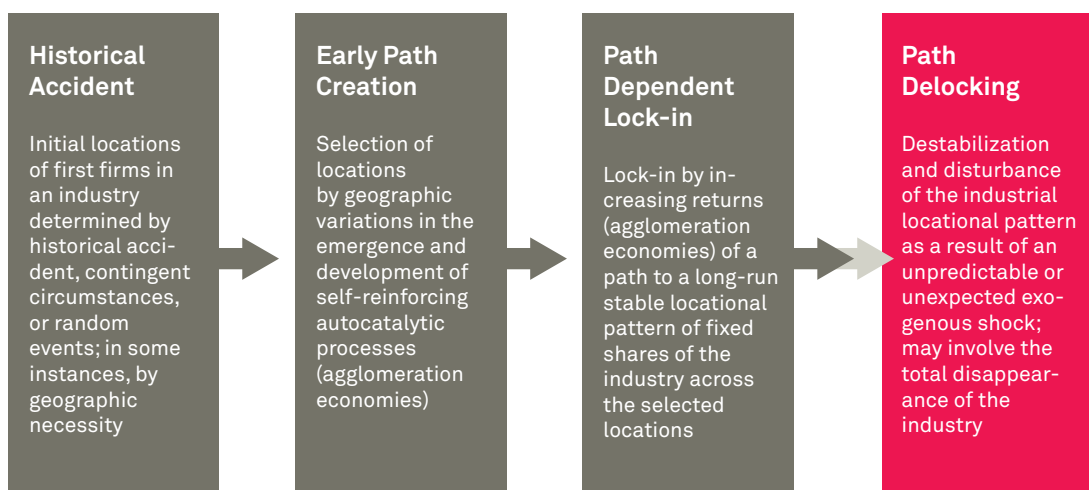 Historical
Accident
Initial locations
of first firms in
an industry
determined by
historical acci-
dent, contingent
circumstances,
or random
events; in some
instances, by
geographic
necessity
Early Path
Creation
Selection of
locations
by geographic
variations in the
emergence and
development of
self-reinforcing
autocatalytic
processes
(agglomeration
economies)
Path
Dependent
Lock-in
Lock-in by in-
creasing returns
(agglomeration
economies) of a
path to a long-run
stable locational
pattern of fixed
shares of the
industry across
the selected
locations
Path
Delocking
Destabilization
and disturbance
of the industrial
locational pattern
as a result of an
unpredictable or
unexpected exo-
genous shock;
may involve the
total disappear-
ance of the
industry